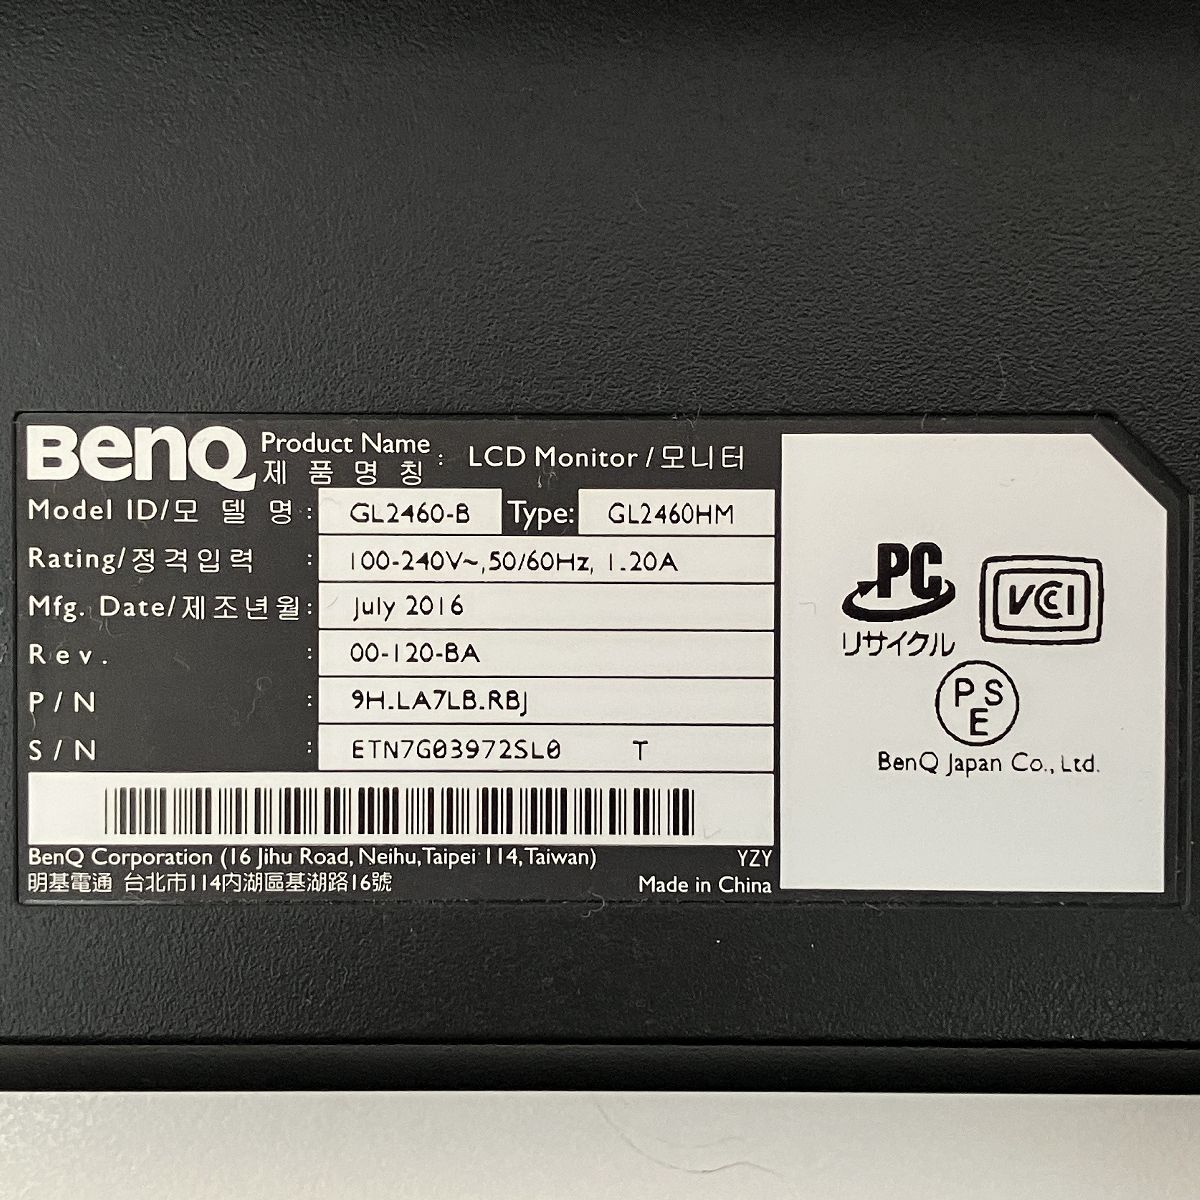 BenQ Product Name
제 품 명 칭 : LCD Monitor / 모니터
Model ID/모 델 명 : GL2460-B Type: GL2460HM
Rating/정격입력 : 100-240V~,50/60Hz, 1.20A
Mfg. Date/제조년월: July 2016
Rev. : 00-120-BA
P/N : 9H.LA7LB.RBJ
S/N : ETN7G03972SL0 T
BenQ Corporation (16 Jihu Road, Neihu,Taipei 114,Taiwan) YZY
明基電通 台北市114內湖區基湖路16號 Made in China
PC
リサイクル
VCCI
PSE
BenQ Japan Co., Ltd.